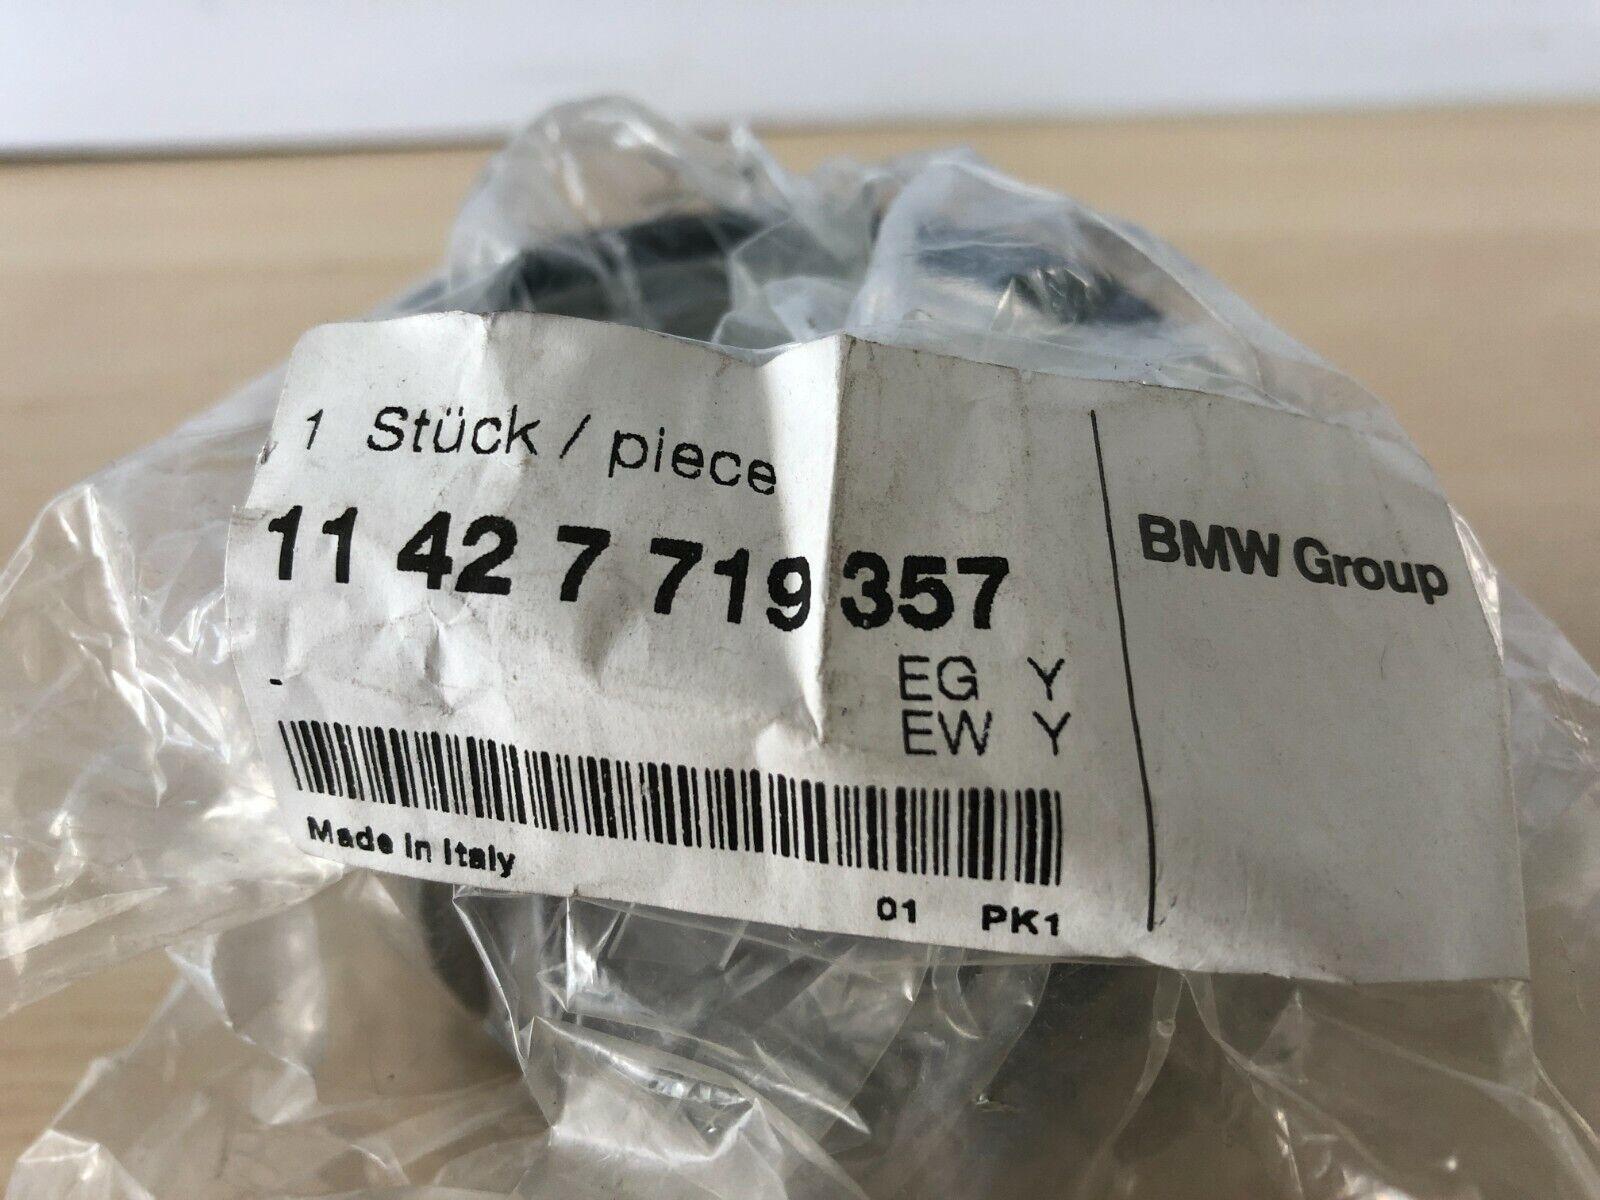 1 Stück / piece
11 42 7 719 357
BMW Group
-
EG Y
EW Y
Made in Italy
01 PK1